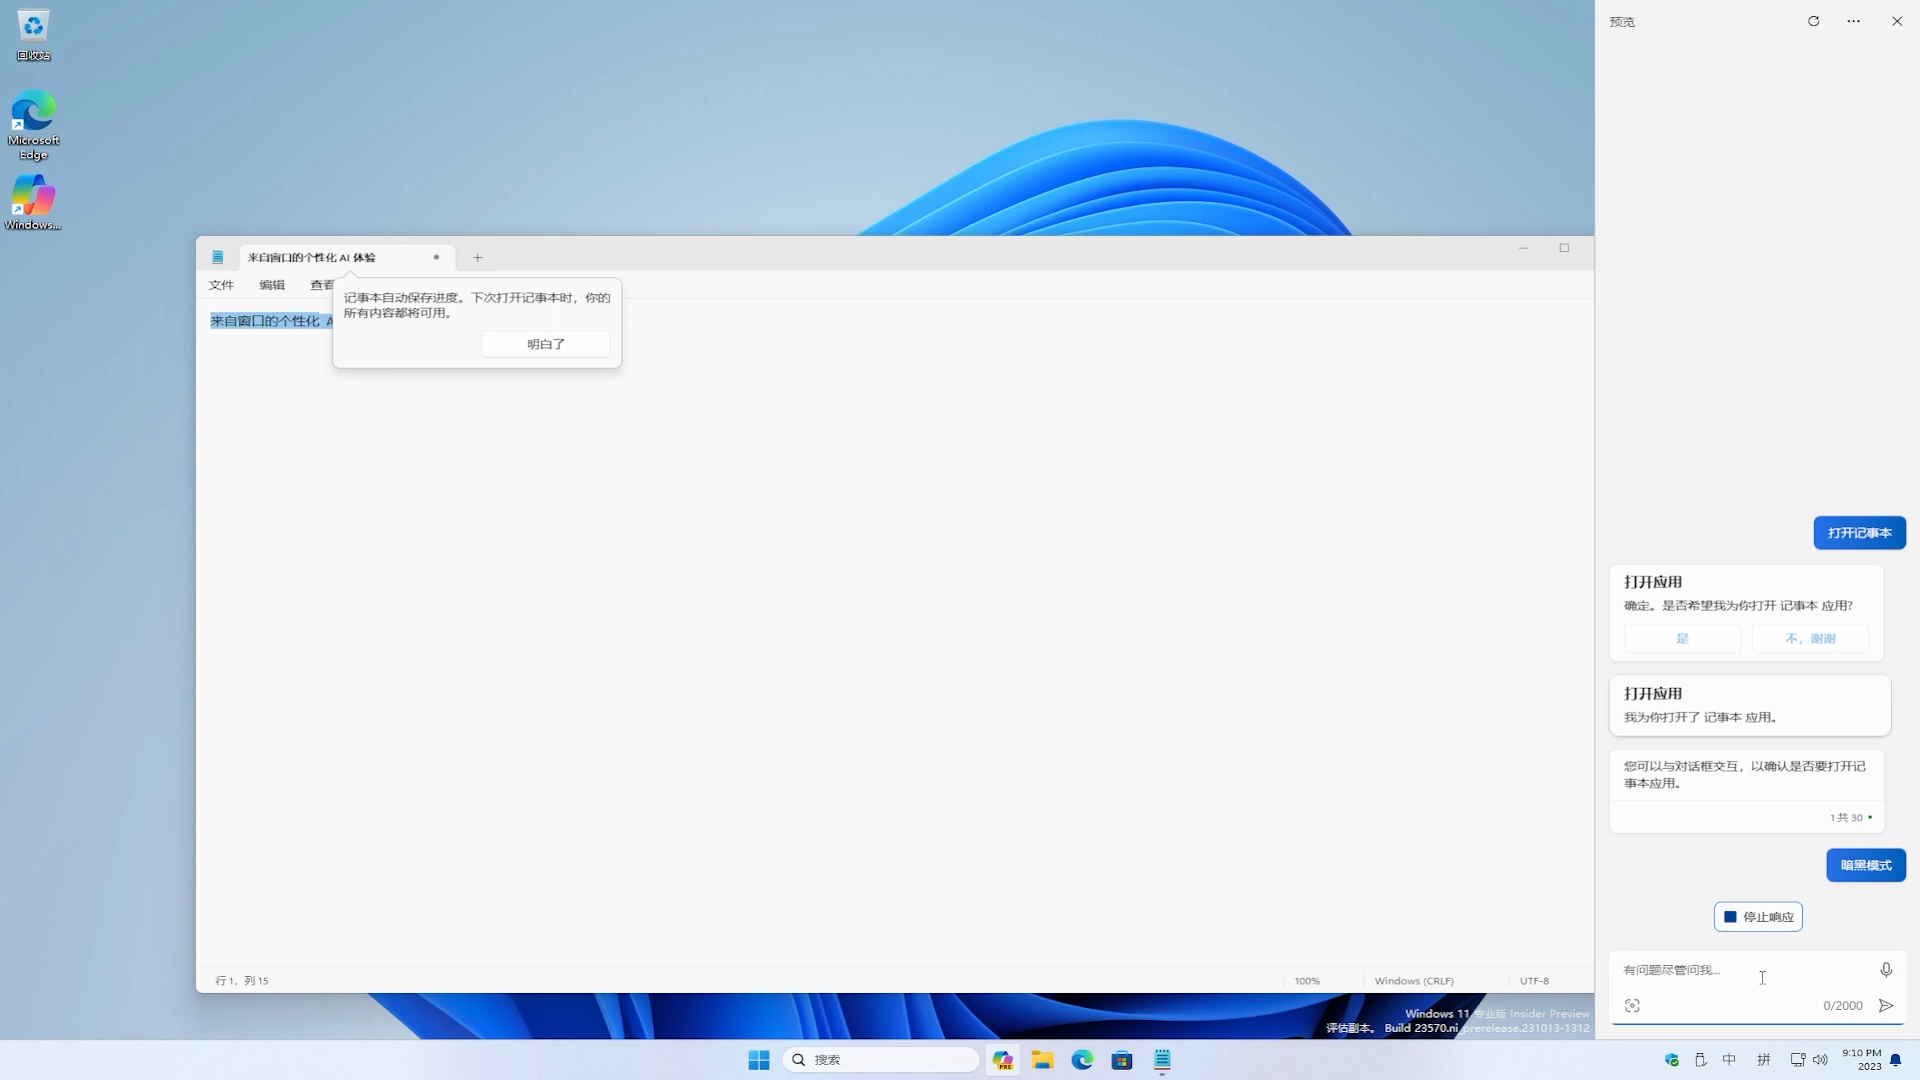 回收站
Microsoft
Edge
Windows...
来自窗口的个性化 AI 体验
文件
编辑
查看
记事本自动保存进度。下次打开记事本时，你的
所有内容都将可用。
明白了
来自窗口的个性化 A
行 1，列 15
100%
Windows (CRLF)
UTF-8
Windows 11 专业版 Insider Preview
评估副本。 Build 23570.ni_prerelease.231013-1312
预览
打开记事本
打开应用
确定。是否希望我为你打开 记事本 应用?
是
不，谢谢
打开应用
我为你打开了 记事本 应用。
您可以与对话框交互，以确认是否要打开记
事本应用。
1 共 30
暗黑模式
停止响应
有问题尽管问我...
0/2000
搜索
PRE
中
拼
9:10 PM
2023